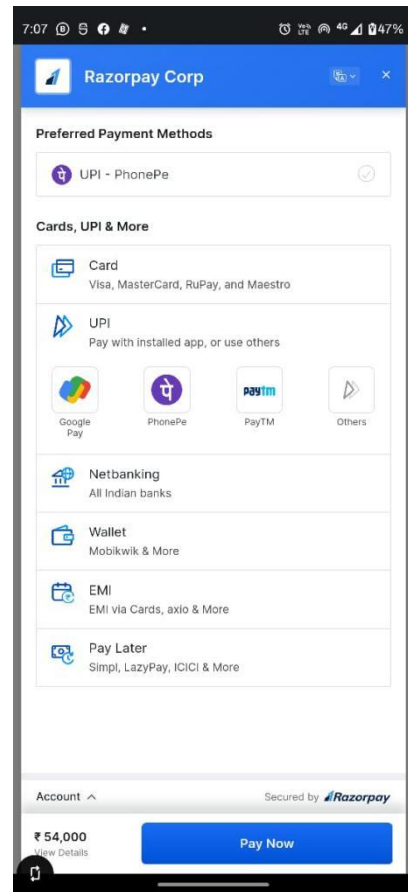 7:07
VoB
LTE
4G
47%
Razorpay Corp
Preferred Payment Methods
पे UPI - PhonePe
Cards, UPI & More
Card
Visa, MasterCard, RuPay, and Maestro
UPI
Pay with installed app, or use others
पे
paytm
Google Pay
PhonePe
PayTM
Others
Netbanking
All Indian banks
Wallet
Mobikwik & More
EMI
EMI via Cards, axio & More
Pay Later
Simpl, LazyPay, ICICI & More
Account
Secured by Razorpay
₹ 54,000
View Details
Pay Now